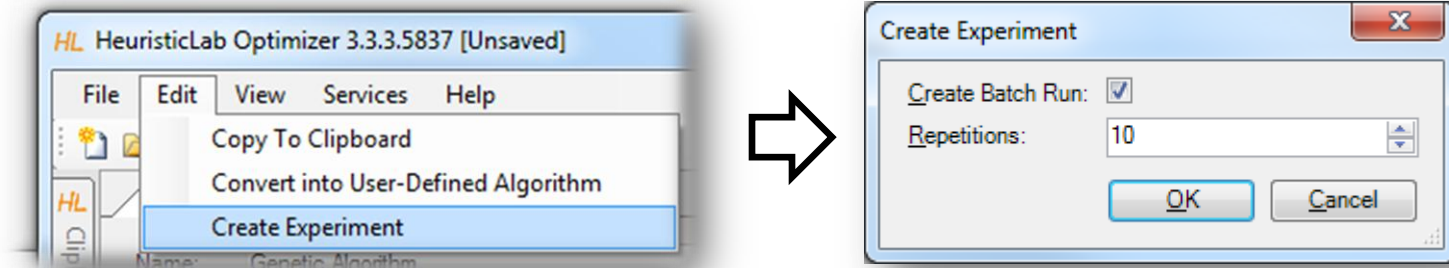 HL HeuristicLab Optimizer 3.3.3.5837 [Unsaved]
File Edit View Services Help
Copy To Clipboard
Convert into User-Defined Algorithm
Create Experiment
HL
Clip
Name: Genetic Algorithm
Create Experiment
Create Batch Run:
Repetitions: 10
OK Cancel